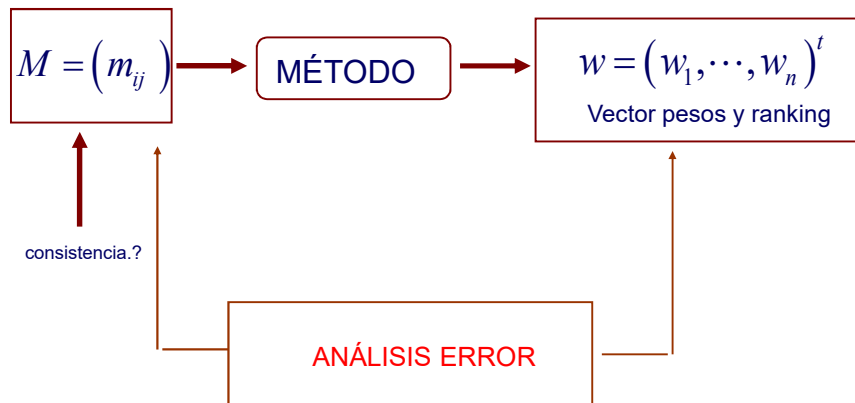 M = (m_ij)
MÉTODO
w = (w_1, ⋯, w_n)^t
Vector pesos y ranking
consistencia.?
ANÁLISIS ERROR